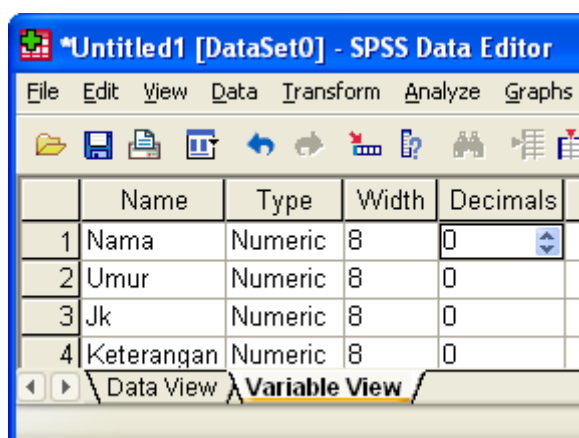 *Untitled1 [DataSet0] - SPSS Data Editor
File Edit View Data Transform Analyze Graphs
Name Type Width Decimals
1 Nama Numeric 8 0
2 Umur Numeric 8 0
3 Jk Numeric 8 0
4 Keterangan Numeric 8 0
Data View Variable View